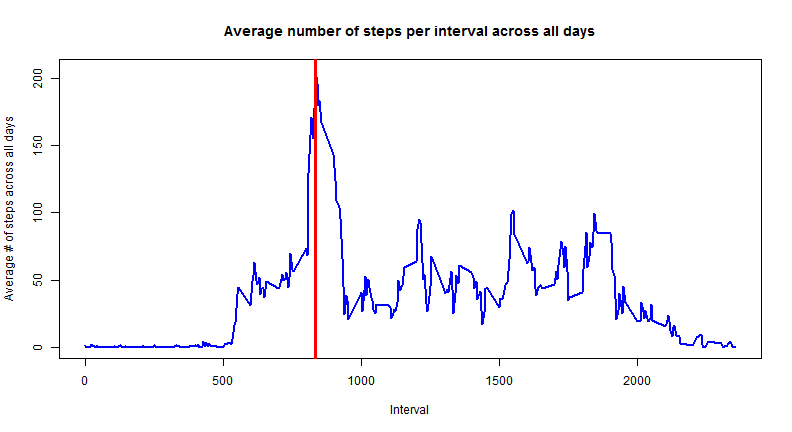 Average number of steps per interval across all days
Average # of steps across all days
200
150
100
50
0
0 500 1000 1500 2000
Interval